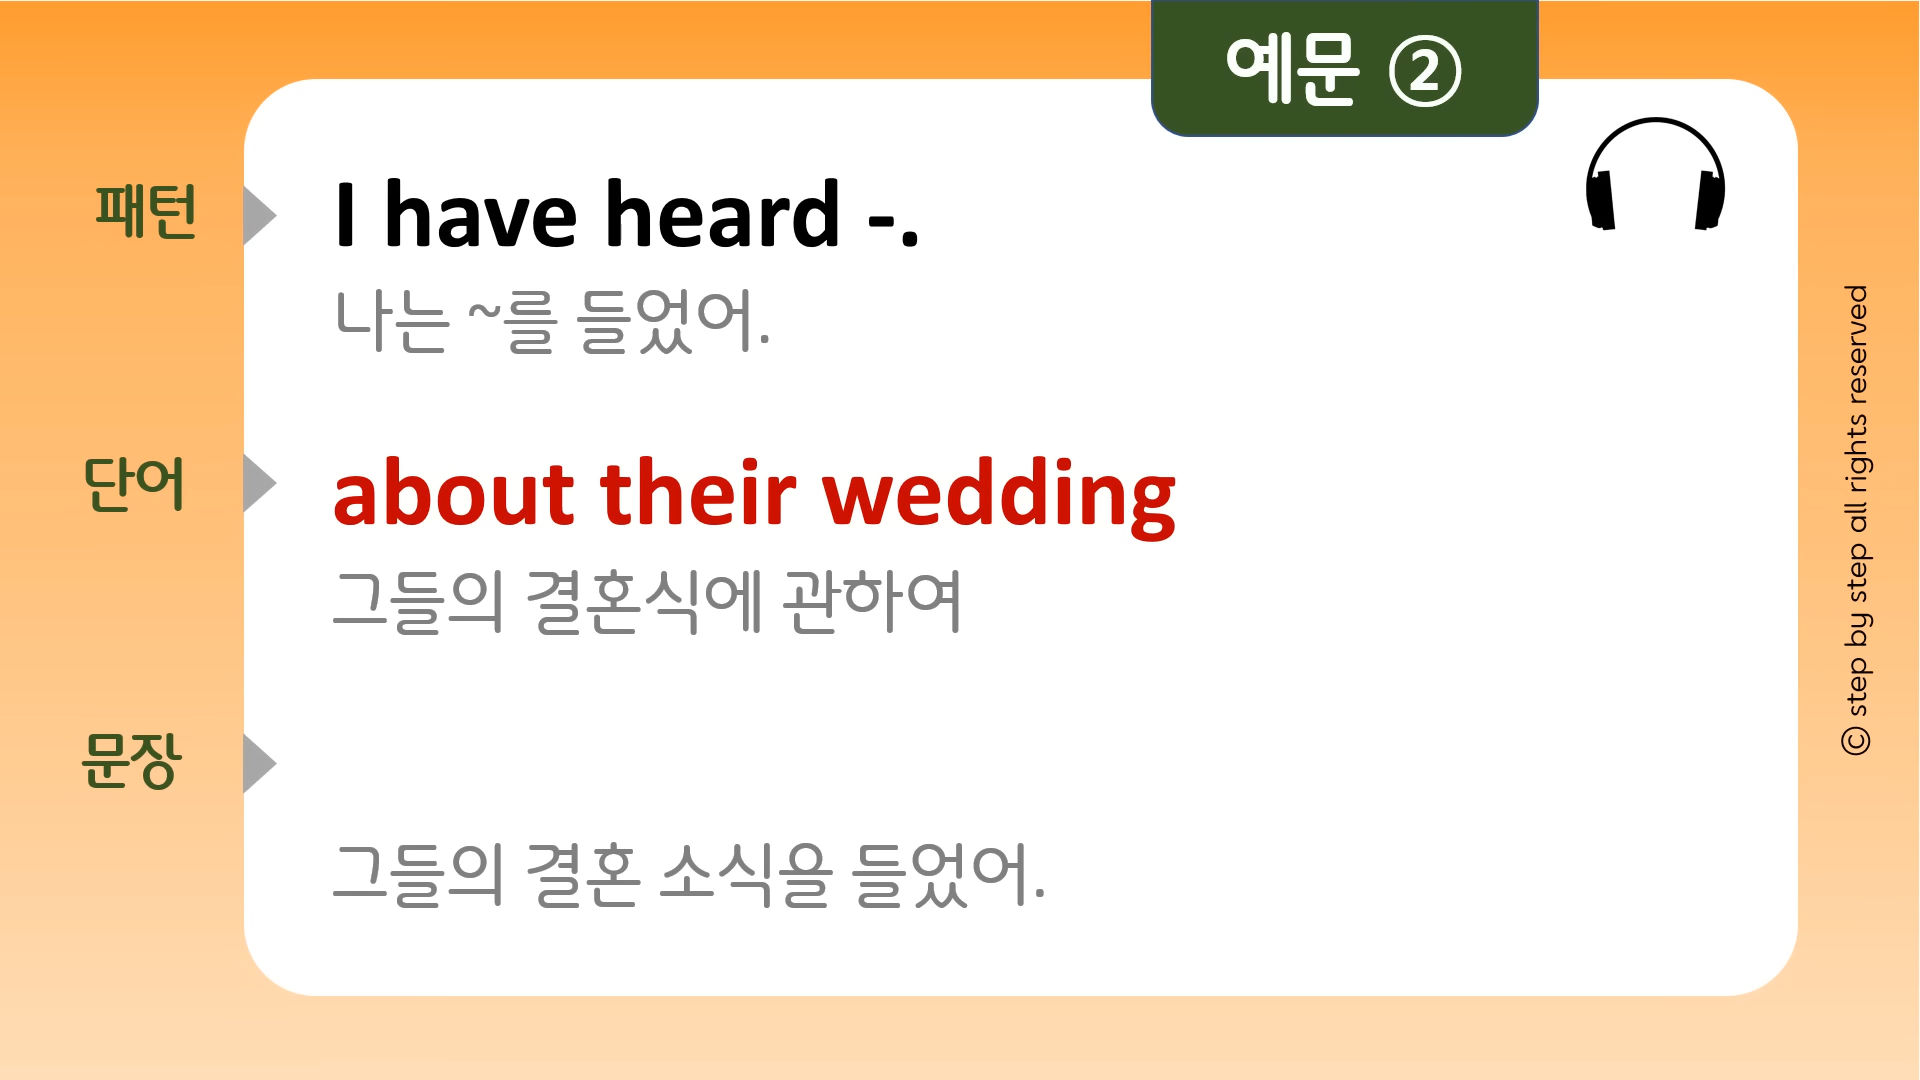 예문 ②
패턴
I have heard -.
나는 ~를 들었어.
단어
about their wedding
그들의 결혼식에 관하여
문장
그들의 결혼 소식을 들었어.
© step by step all rights reserved